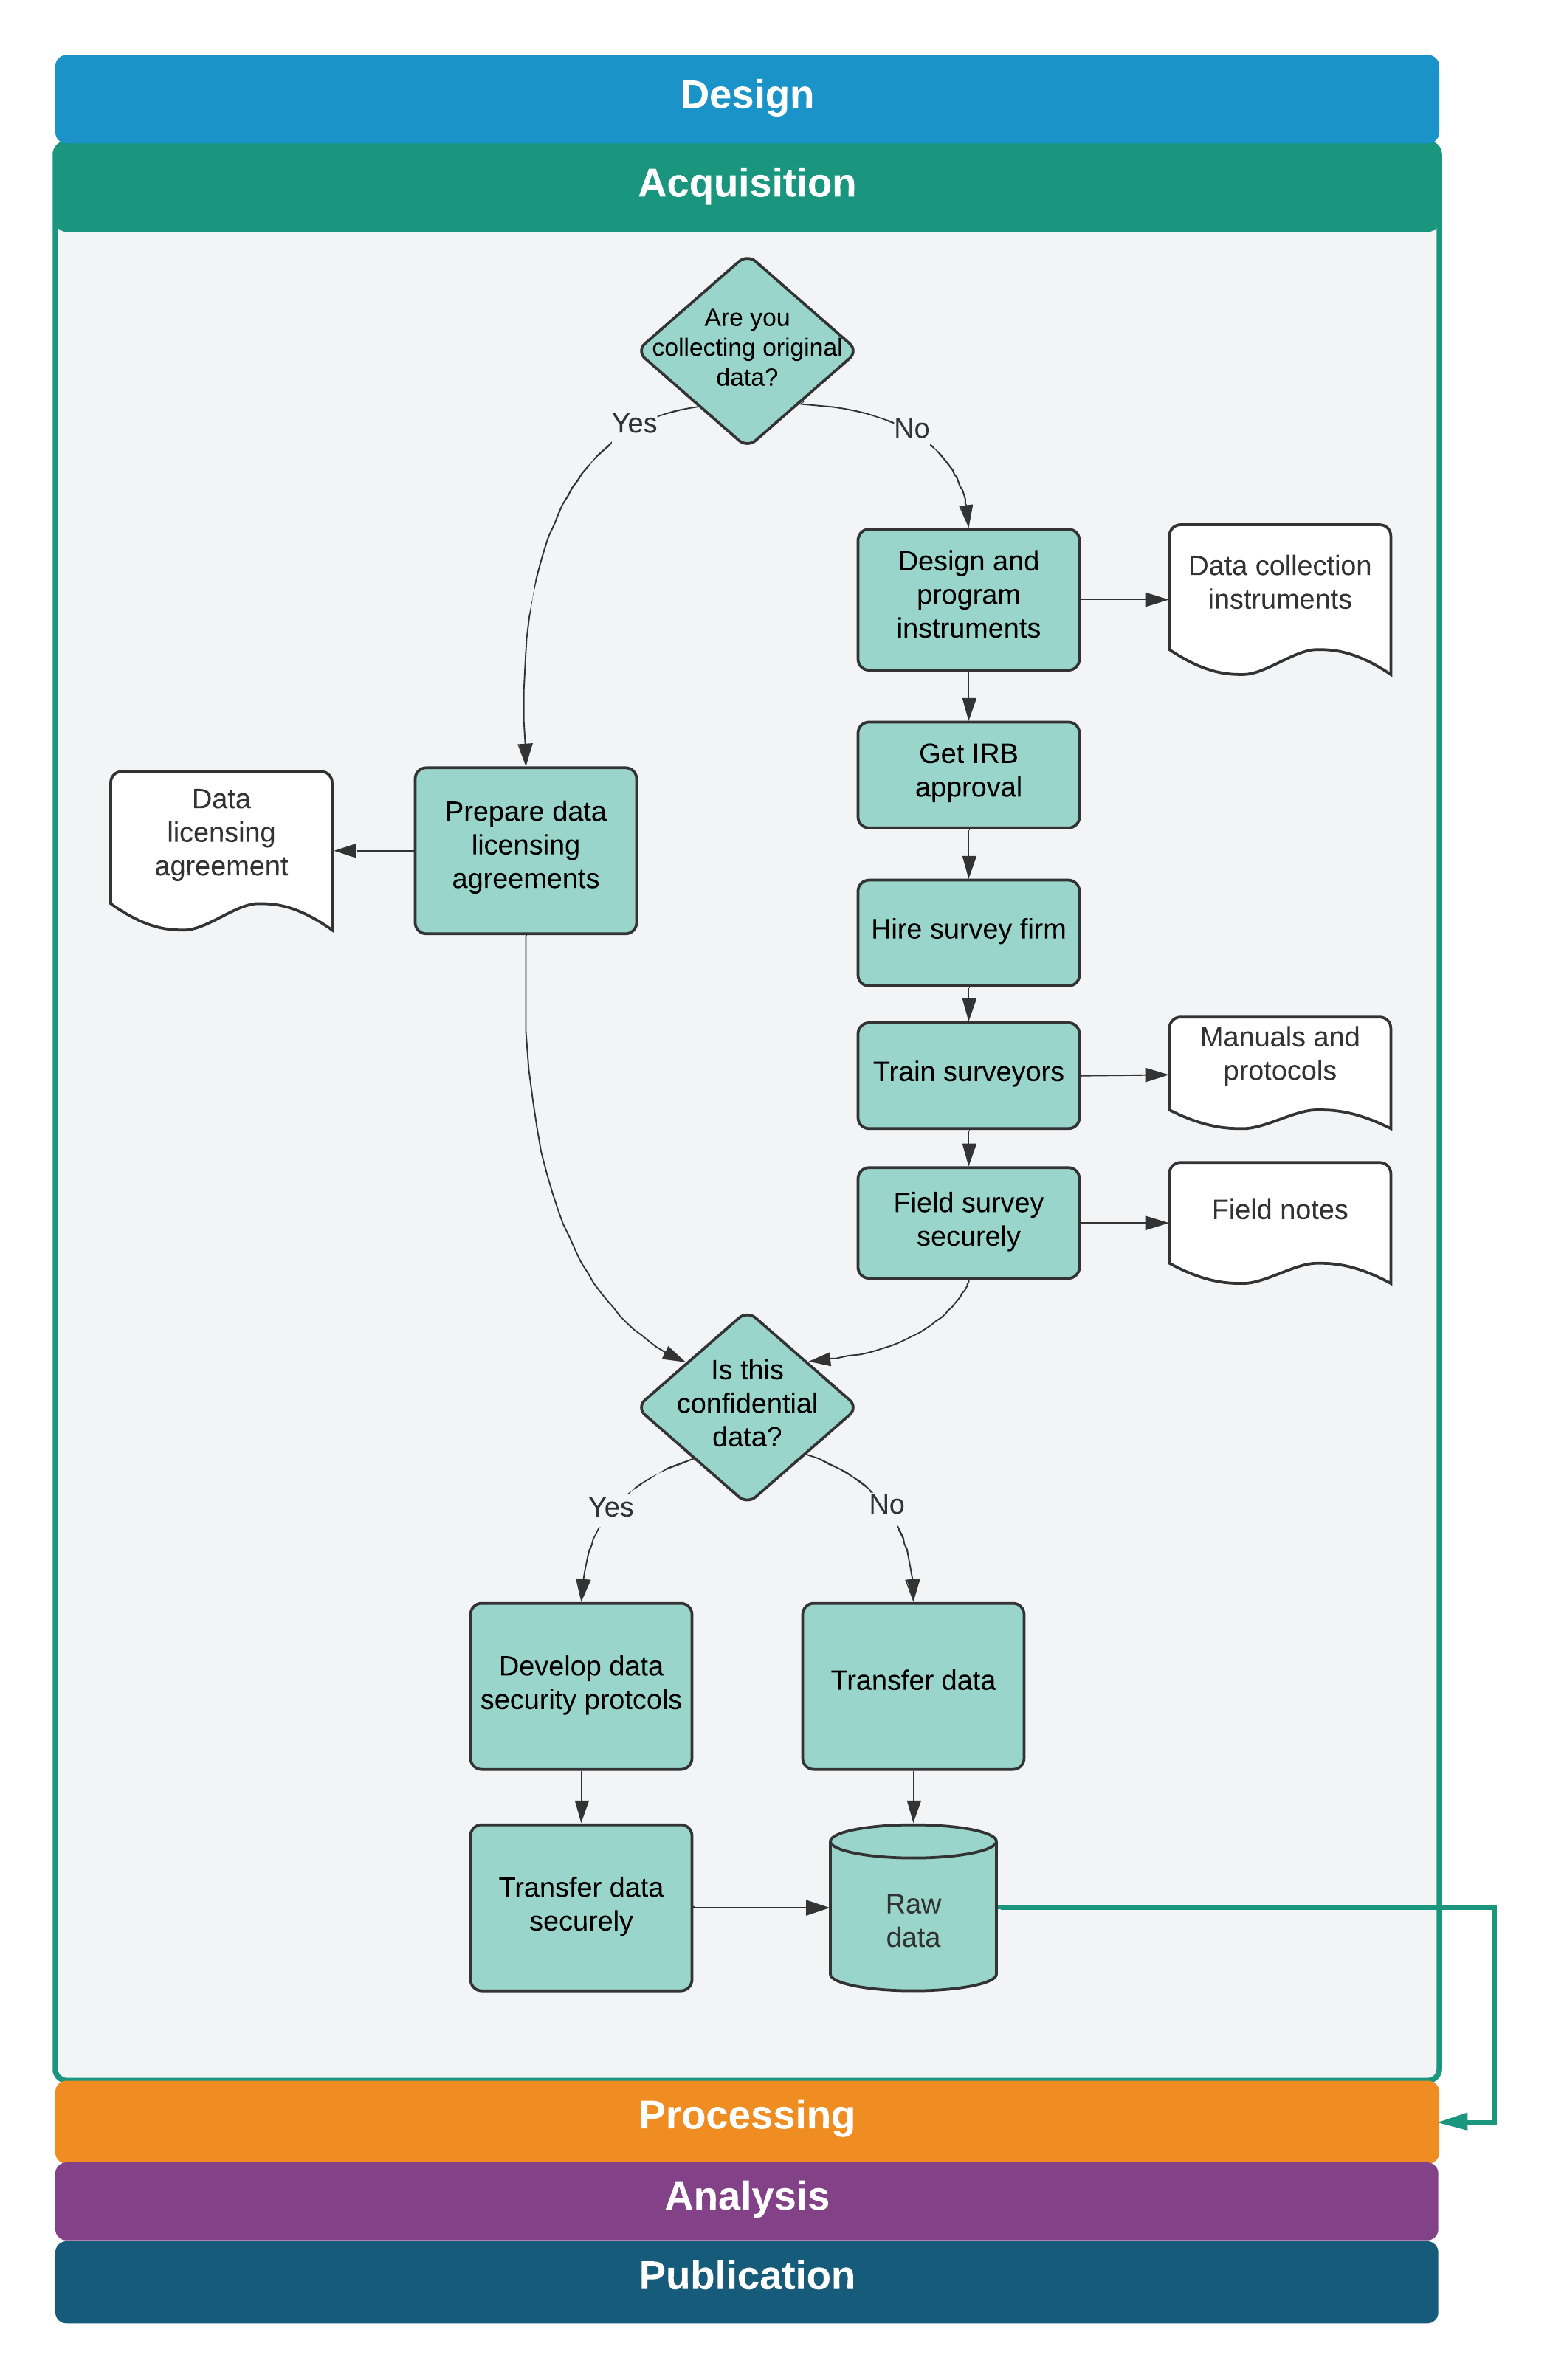 Design
Acquisition
Are you
collecting original
data?
Yes
No
Design and
program
instruments
Data collection
instruments
Get IRB
approval
Data
licensing
agreement
Prepare data
licensing
agreements
Hire survey firm
Train surveyors
Manuals and
protocols
Field survey
securely
Field notes
Is this
confidential
data?
Yes
No
Develop data
security protcols
Transfer data
Transfer data
securely
Raw
data
Processing
Analysis
Publication